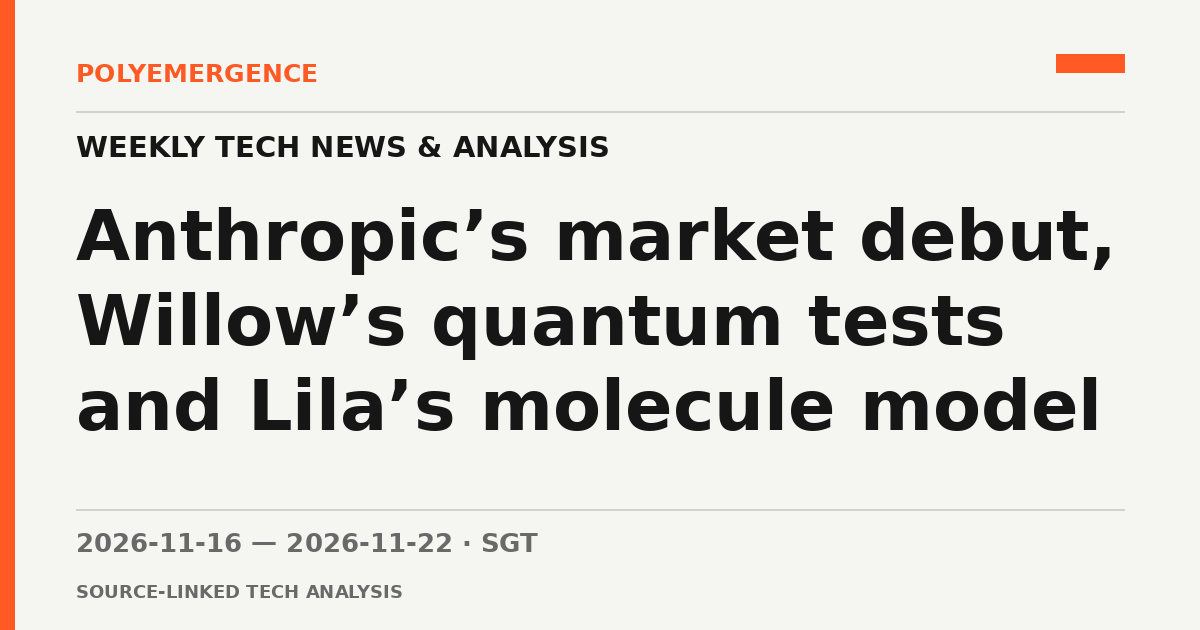 POLYEMERGENCE
WEEKLY TECH NEWS & ANALYSIS
Anthropic’s market debut,
Willow’s quantum tests
and Lila’s molecule model
2026-11-16 — 2026-11-22 · SGT
SOURCE-LINKED TECH ANALYSIS